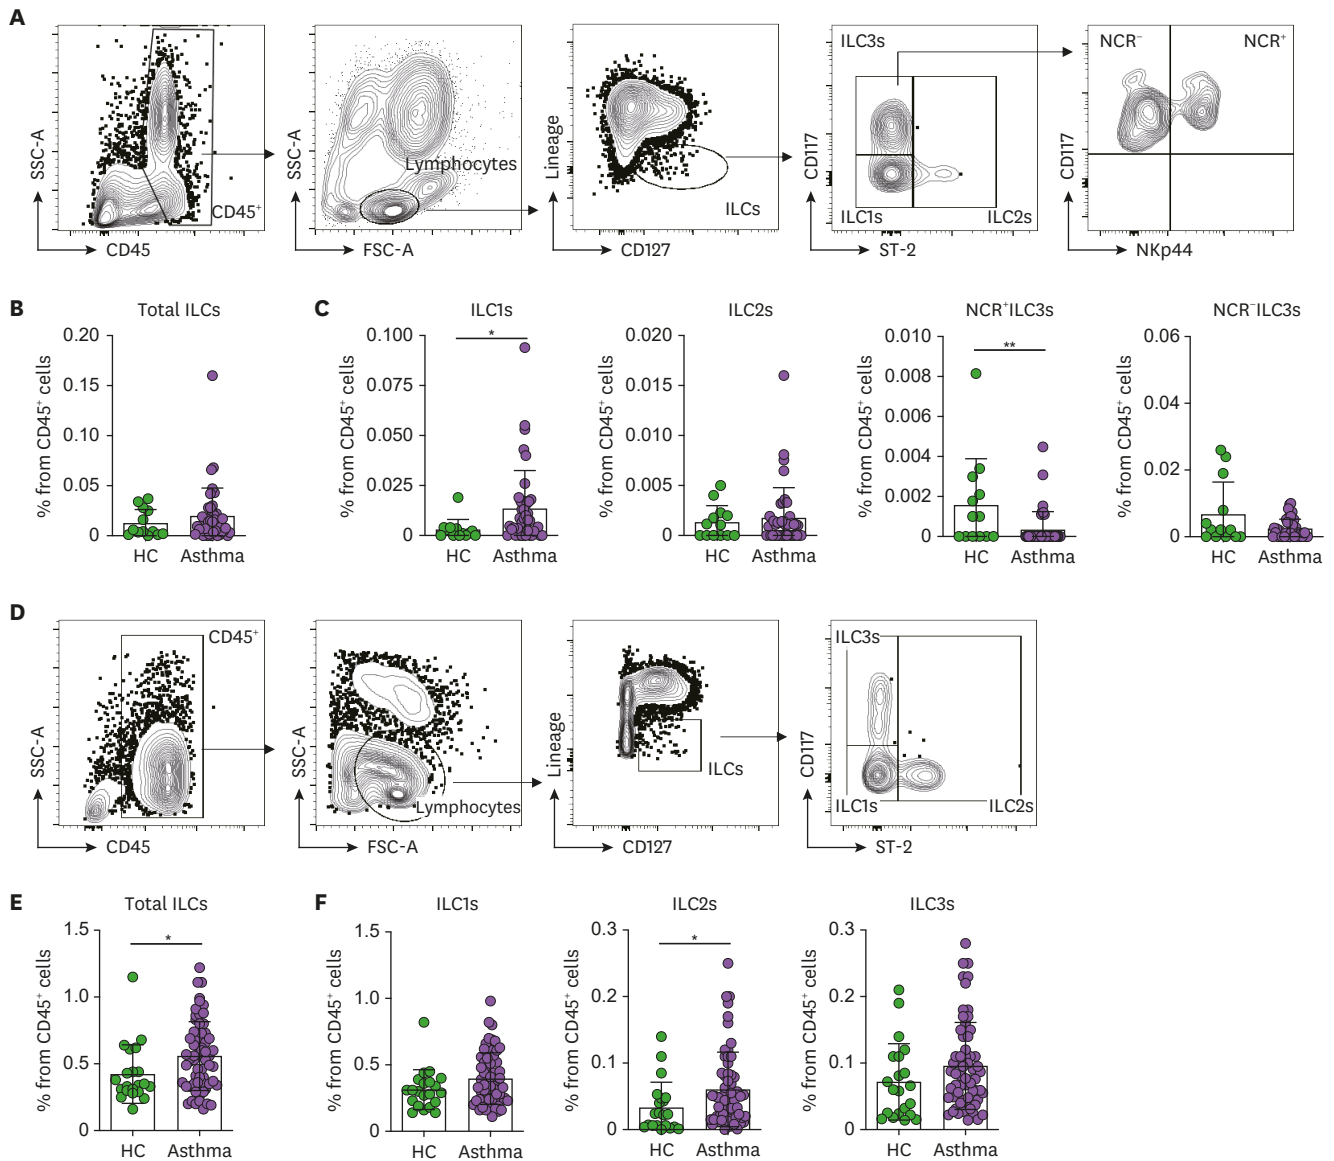 A
SSC-A
CD45
CD45⁺
SSC-A
FSC-A
Lymphocytes
Lineage
CD127
ILCs
CD117
ST-2
ILC3s
ILC1s
ILC2s
CD117
NKp44
NCR⁻
NCR⁺
B
Total ILCs
% from CD45⁺ cells
0.20
0.15
0.10
0.05
0
HC
Asthma
C
ILC1s
% from CD45⁺ cells
0.100
0.075
0.050
0.025
0
*
HC
Asthma
ILC2s
% from CD45⁺ cells
0.020
0.015
0.010
0.005
0
HC
Asthma
NCR⁺ILC3s
% from CD45⁺ cells
0.010
0.008
0.006
0.004
0.002
0
**
HC
Asthma
NCR⁻ILC3s
% from CD45⁺ cells
0.06
0.04
0.02
0
HC
Asthma
D
SSC-A
CD45
CD45⁺
SSC-A
FSC-A
Lymphocytes
Lineage
CD127
ILCs
CD117
ST-2
ILC3s
ILC1s
ILC2s
E
Total ILCs
% from CD45⁺ cells
1.5
1.0
0.5
0
*
HC
Asthma
F
ILC1s
% from CD45⁺ cells
1.5
1.0
0.5
0
HC
Asthma
ILC2s
% from CD45⁺ cells
0.3
0.2
0.1
0
*
HC
Asthma
ILC3s
% from CD45⁺ cells
0.3
0.2
0.1
0
HC
Asthma